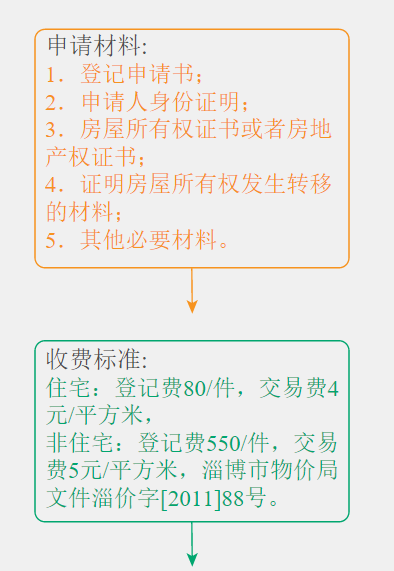 申请材料:
1．登记申请书；
2．申请人身份证明；
3．房屋所有权证书或者房地
产权证书；
4．证明房屋所有权发生转移
的材料；
5．其他必要材料。
收费标准:
住宅：登记费80/件，交易费4
元/平方米，
非住宅：登记费550/件，交易
费5元/平方米，淄博市物价局
文件淄价字[2011]88号。